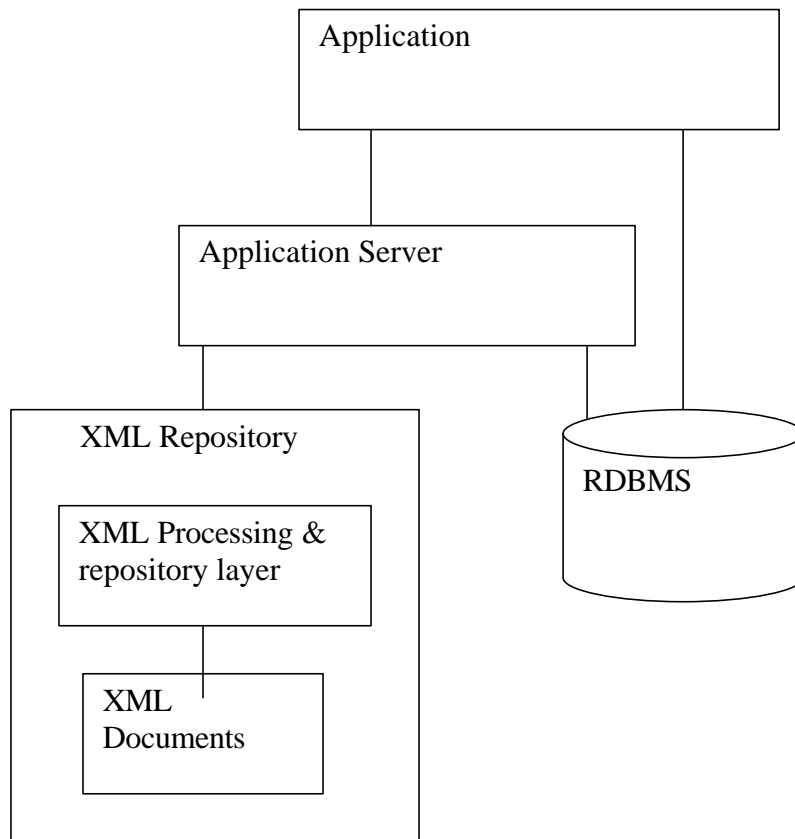 Application
Application Server
XML Repository
RDBMS
XML Processing &
repository layer
XML
Documents